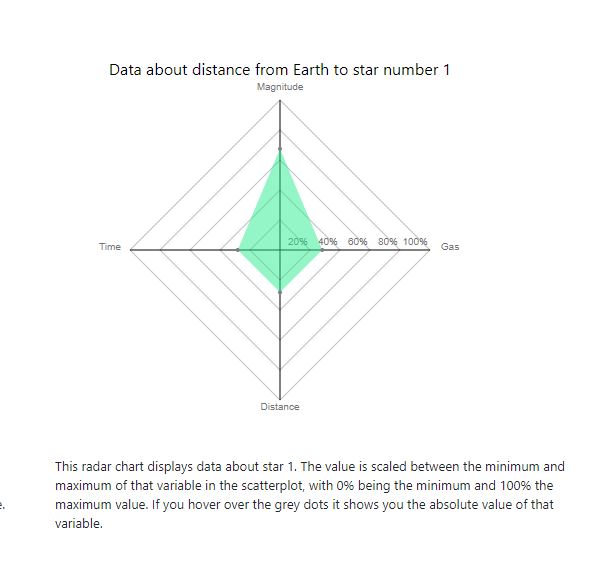 Data about distance from Earth to star number 1
Magnitude
20% 40% 60% 80% 100%
Time
Gas
Distance
This radar chart displays data about star 1. The value is scaled between the minimum and
maximum of that variable in the scatterplot, with 0% being the minimum and 100% the
maximum value. If you hover over the grey dots it shows you the absolute value of that
variable.